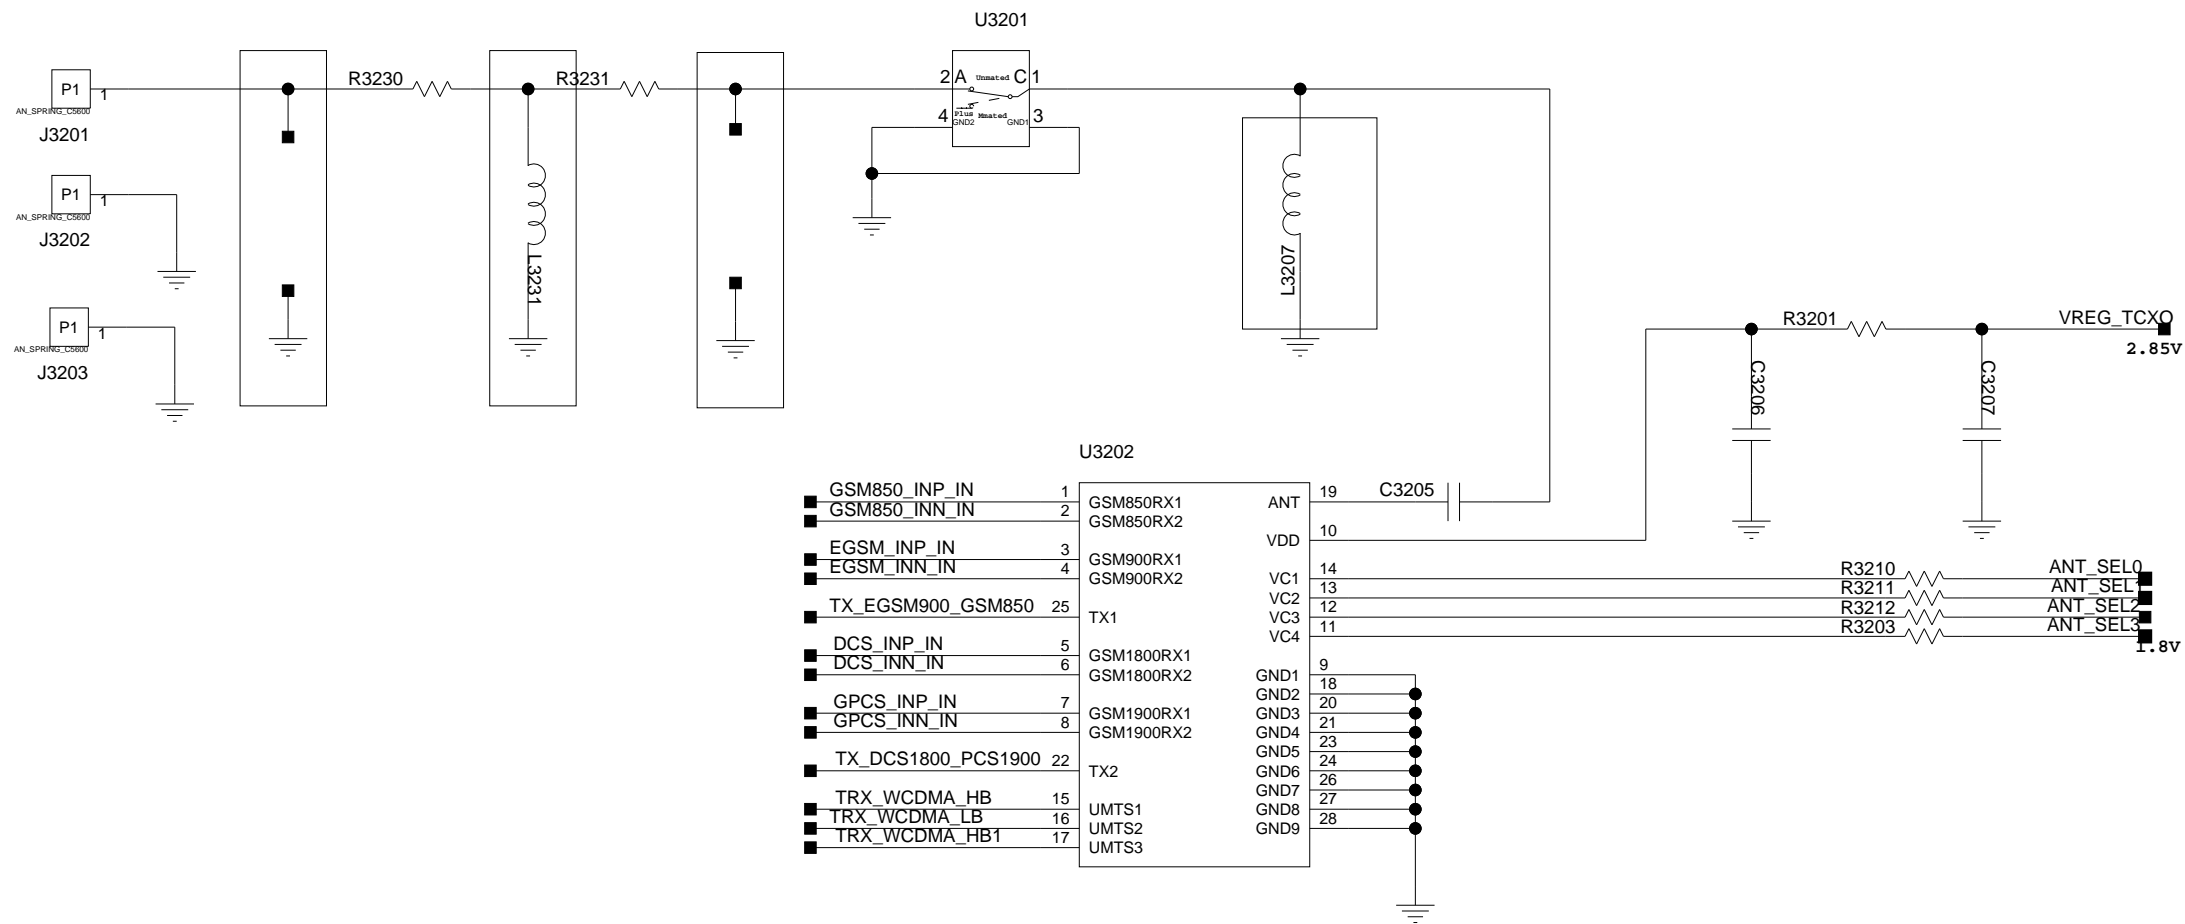 U3201
P1
1
AN_SPRING_C5600
J3201
R3230
R3231
2 A Unmated C 1
4 Plus Mmated 3
GND2 GND1
P1
1
AN_SPRING_C5600
J3202
L3231
L3207
P1
1
AN_SPRING_C5600
J3203
R3201
VREG_TCXO
2.85V
C3206
C3207
U3202
GSM850_INP_IN 1 GSM850RX1
GSM850_INN_IN 2 GSM850RX2
EGSM_INP_IN 3 GSM900RX1
EGSM_INN_IN 4 GSM900RX2
TX_EGSM900_GSM850 25 TX1
DCS_INP_IN 5 GSM1800RX1
DCS_INN_IN 6 GSM1800RX2
GPCS_INP_IN 7 GSM1900RX1
GPCS_INN_IN 8 GSM1900RX2
TX_DCS1800_PCS1900 22 TX2
TRX_WCDMA_HB 15 UMTS1
TRX_WCDMA_LB 16 UMTS2
TRX_WCDMA_HB1 17 UMTS3
ANT 19 C3205
VDD 10
VC1 14 R3210 ANT_SEL0
VC2 13 R3211 ANT_SEL1
VC3 12 R3212 ANT_SEL2
VC4 11 R3203 ANT_SEL3
1.8V
GND1 9
GND2 18
GND3 20
GND4 21
GND5 23
GND6 24
GND7 26
GND8 27
GND9 28